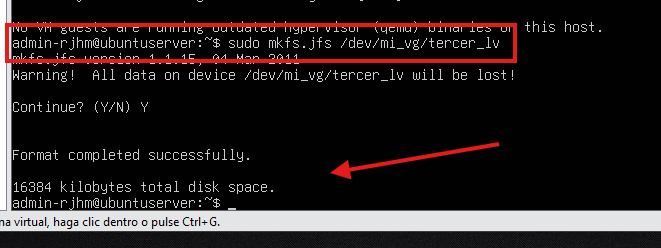 No VM guests are running outdated hypervisor (qemu) binaries on this host.
admin-rjhm@ubuntuserver:~$ sudo mkfs.jfs /dev/mi_vg/tercer_lv
mkfs.jfs version 1.1.15, 04-Mar-2011
Warning!  All data on device /dev/mi_vg/tercer_lv will be lost!
Continue? (Y/N) Y
Format completed successfully.
16384 kilobytes total disk space.
admin-rjhm@ubuntuserver:~$ _
na virtual, haga clic dentro o pulse Ctrl+G.